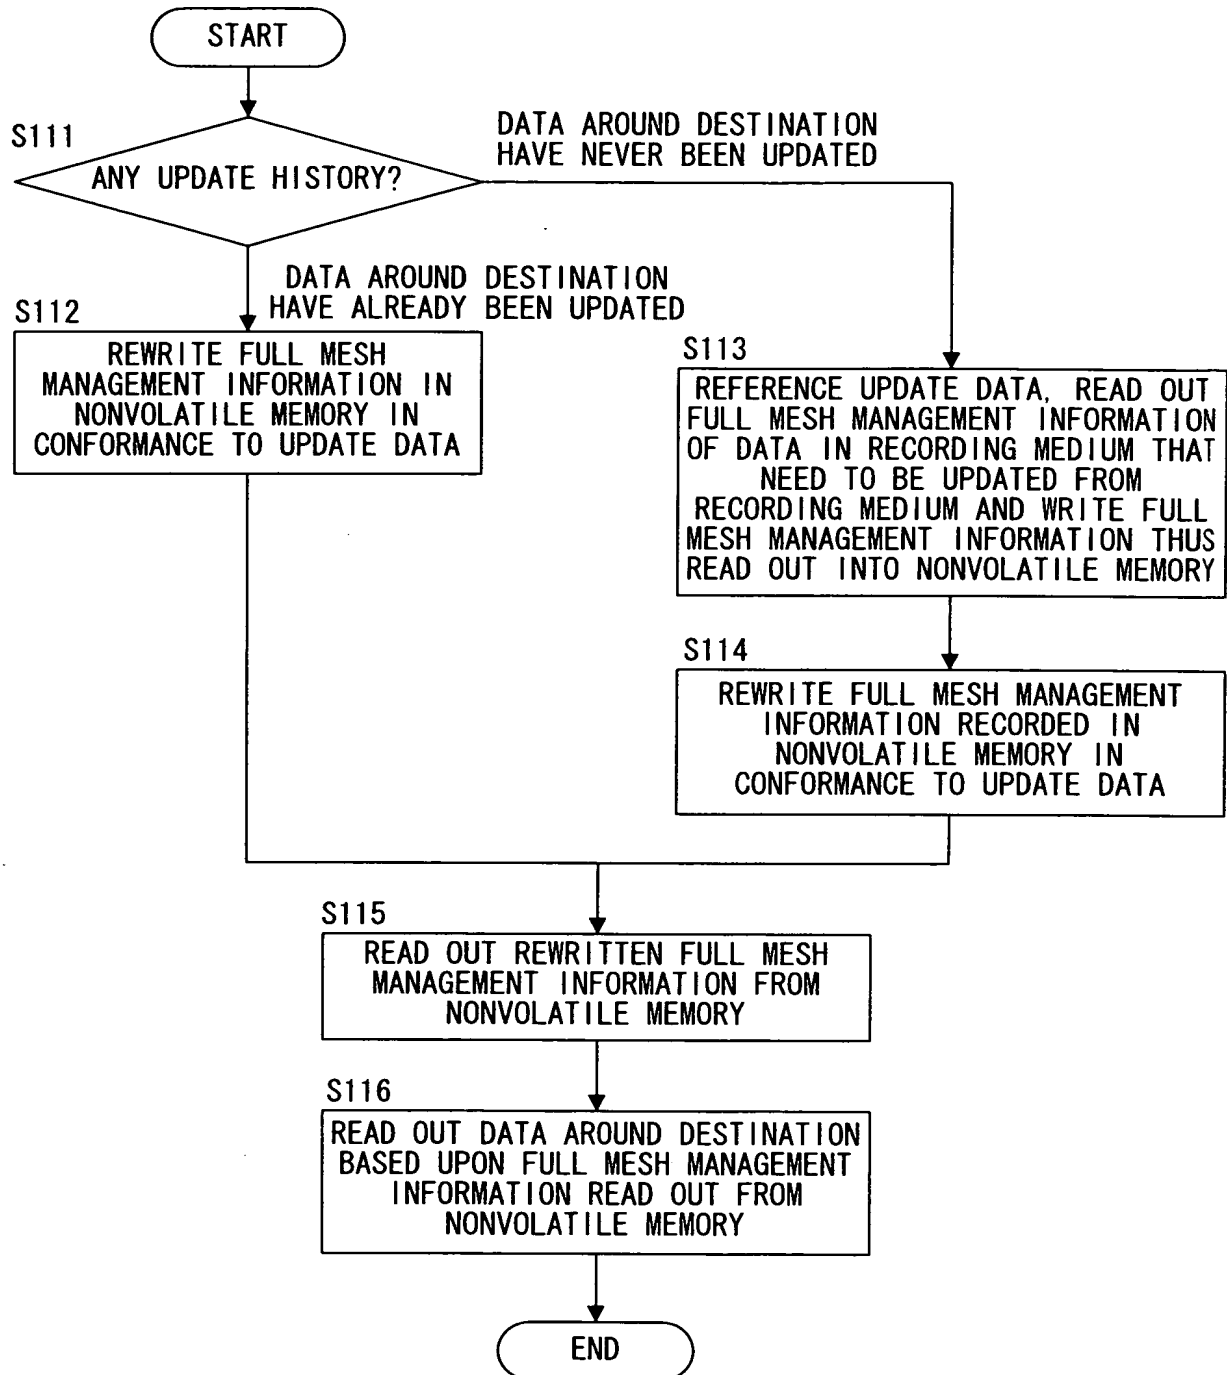 START
S111
ANY UPDATE HISTORY?
DATA AROUND DESTINATION
HAVE NEVER BEEN UPDATED
DATA AROUND DESTINATION
HAVE ALREADY BEEN UPDATED
S112
REWRITE FULL MESH
MANAGEMENT INFORMATION IN
NONVOLATILE MEMORY IN
CONFORMANCE TO UPDATE DATA
S113
REFERENCE UPDATE DATA, READ OUT
FULL MESH MANAGEMENT INFORMATION
OF DATA IN RECORDING MEDIUM THAT
NEED TO BE UPDATED FROM
RECORDING MEDIUM AND WRITE FULL
MESH MANAGEMENT INFORMATION THUS
READ OUT INTO NONVOLATILE MEMORY
S114
REWRITE FULL MESH MANAGEMENT
INFORMATION RECORDED IN
NONVOLATILE MEMORY IN
CONFORMANCE TO UPDATE DATA
S115
READ OUT REWRITTEN FULL MESH
MANAGEMENT INFORMATION FROM
NONVOLATILE MEMORY
S116
READ OUT DATA AROUND DESTINATION
BASED UPON FULL MESH MANAGEMENT
INFORMATION READ OUT FROM
NONVOLATILE MEMORY
END